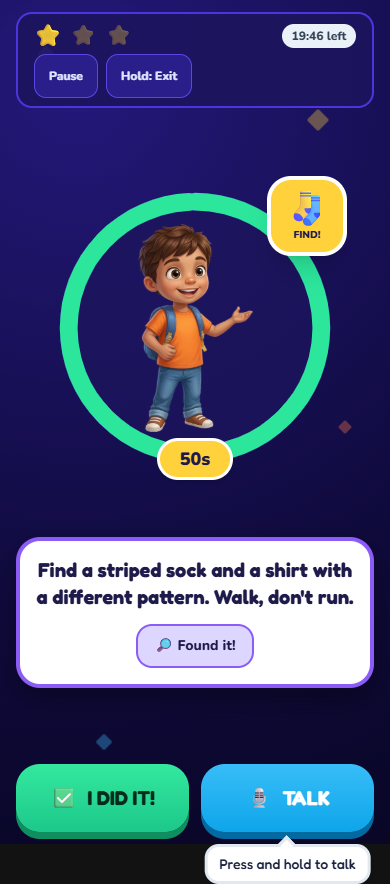 19:46 left
Pause
Hold: Exit
FIND!
50s
Find a striped sock and a shirt with
a different pattern. Walk, don't run.
Found it!
I DID IT!
TALK
Press and hold to talk